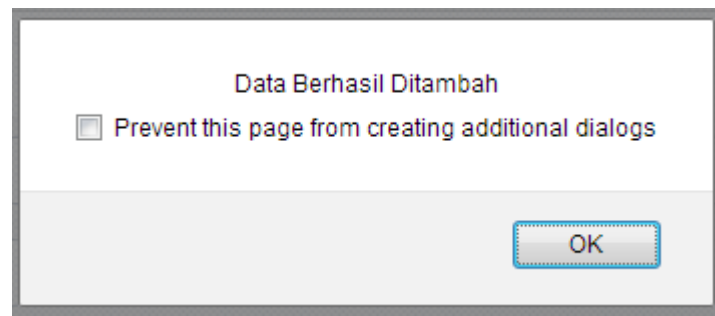 Data Berhasil Ditambah
Prevent this page from creating additional dialogs
OK